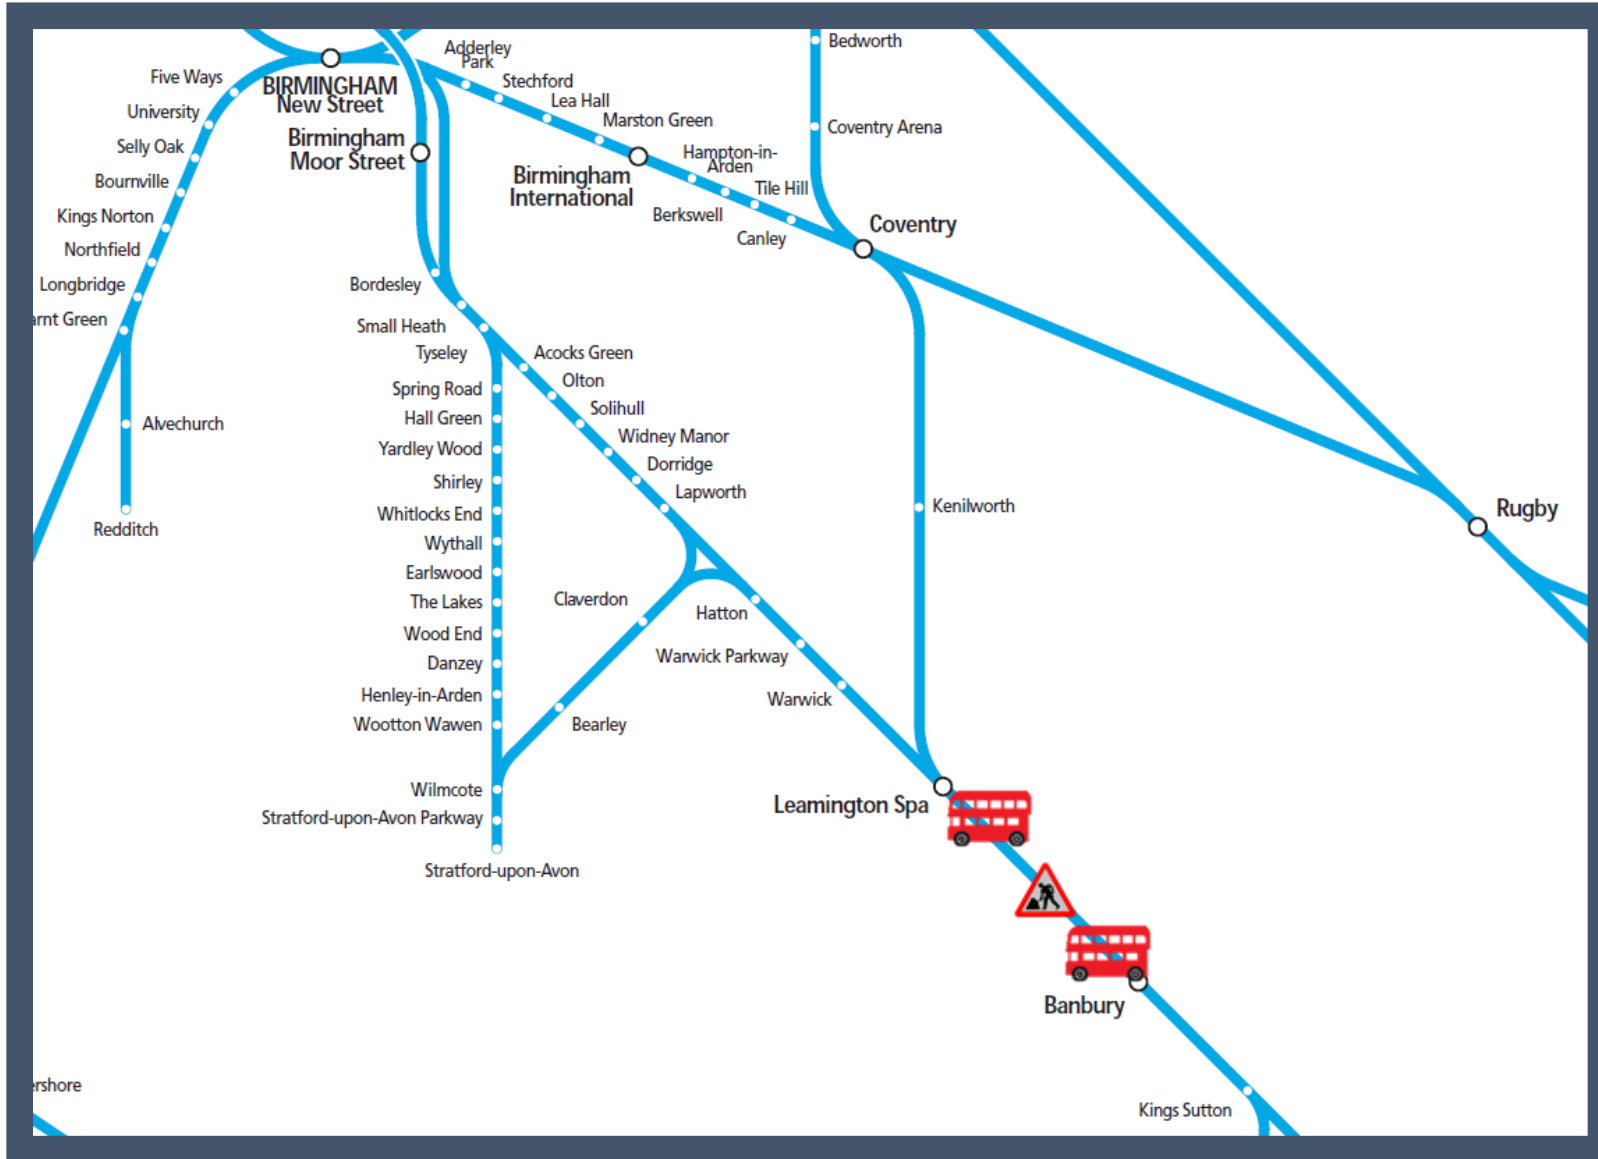 Bedworth
Adderley
Park
Five Ways
BIRMINGHAM
New Street
Stechford
Lea Hall
University
Marston Green
Coventry Arena
Birmingham
Moor Street
Selly Oak
Hampton-in-
Arden
Bournville
Birmingham
International
Tile Hill
Kings Norton
Berkswell
Coventry
Northfield
Canley
Longbridge
Bordesley
arnt Green
Small Heath
Tyseley
Acocks Green
Olton
Spring Road
Solihull
Hall Green
Alvechurch
Widney Manor
Yardley Wood
Dorridge
Shirley
Lapworth
Kenilworth
Rugby
Whitlocks End
Redditch
Wythall
Earlswood
Claverdon
The Lakes
Hatton
Wood End
Warwick Parkway
Danzey
Henley-in-Arden
Warwick
Wootton Wawen
Bearley
Wilmcote
Leamington Spa
Stratford-upon-Avon Parkway
Stratford-upon-Avon
Banbury
ershore
Kings Sutton